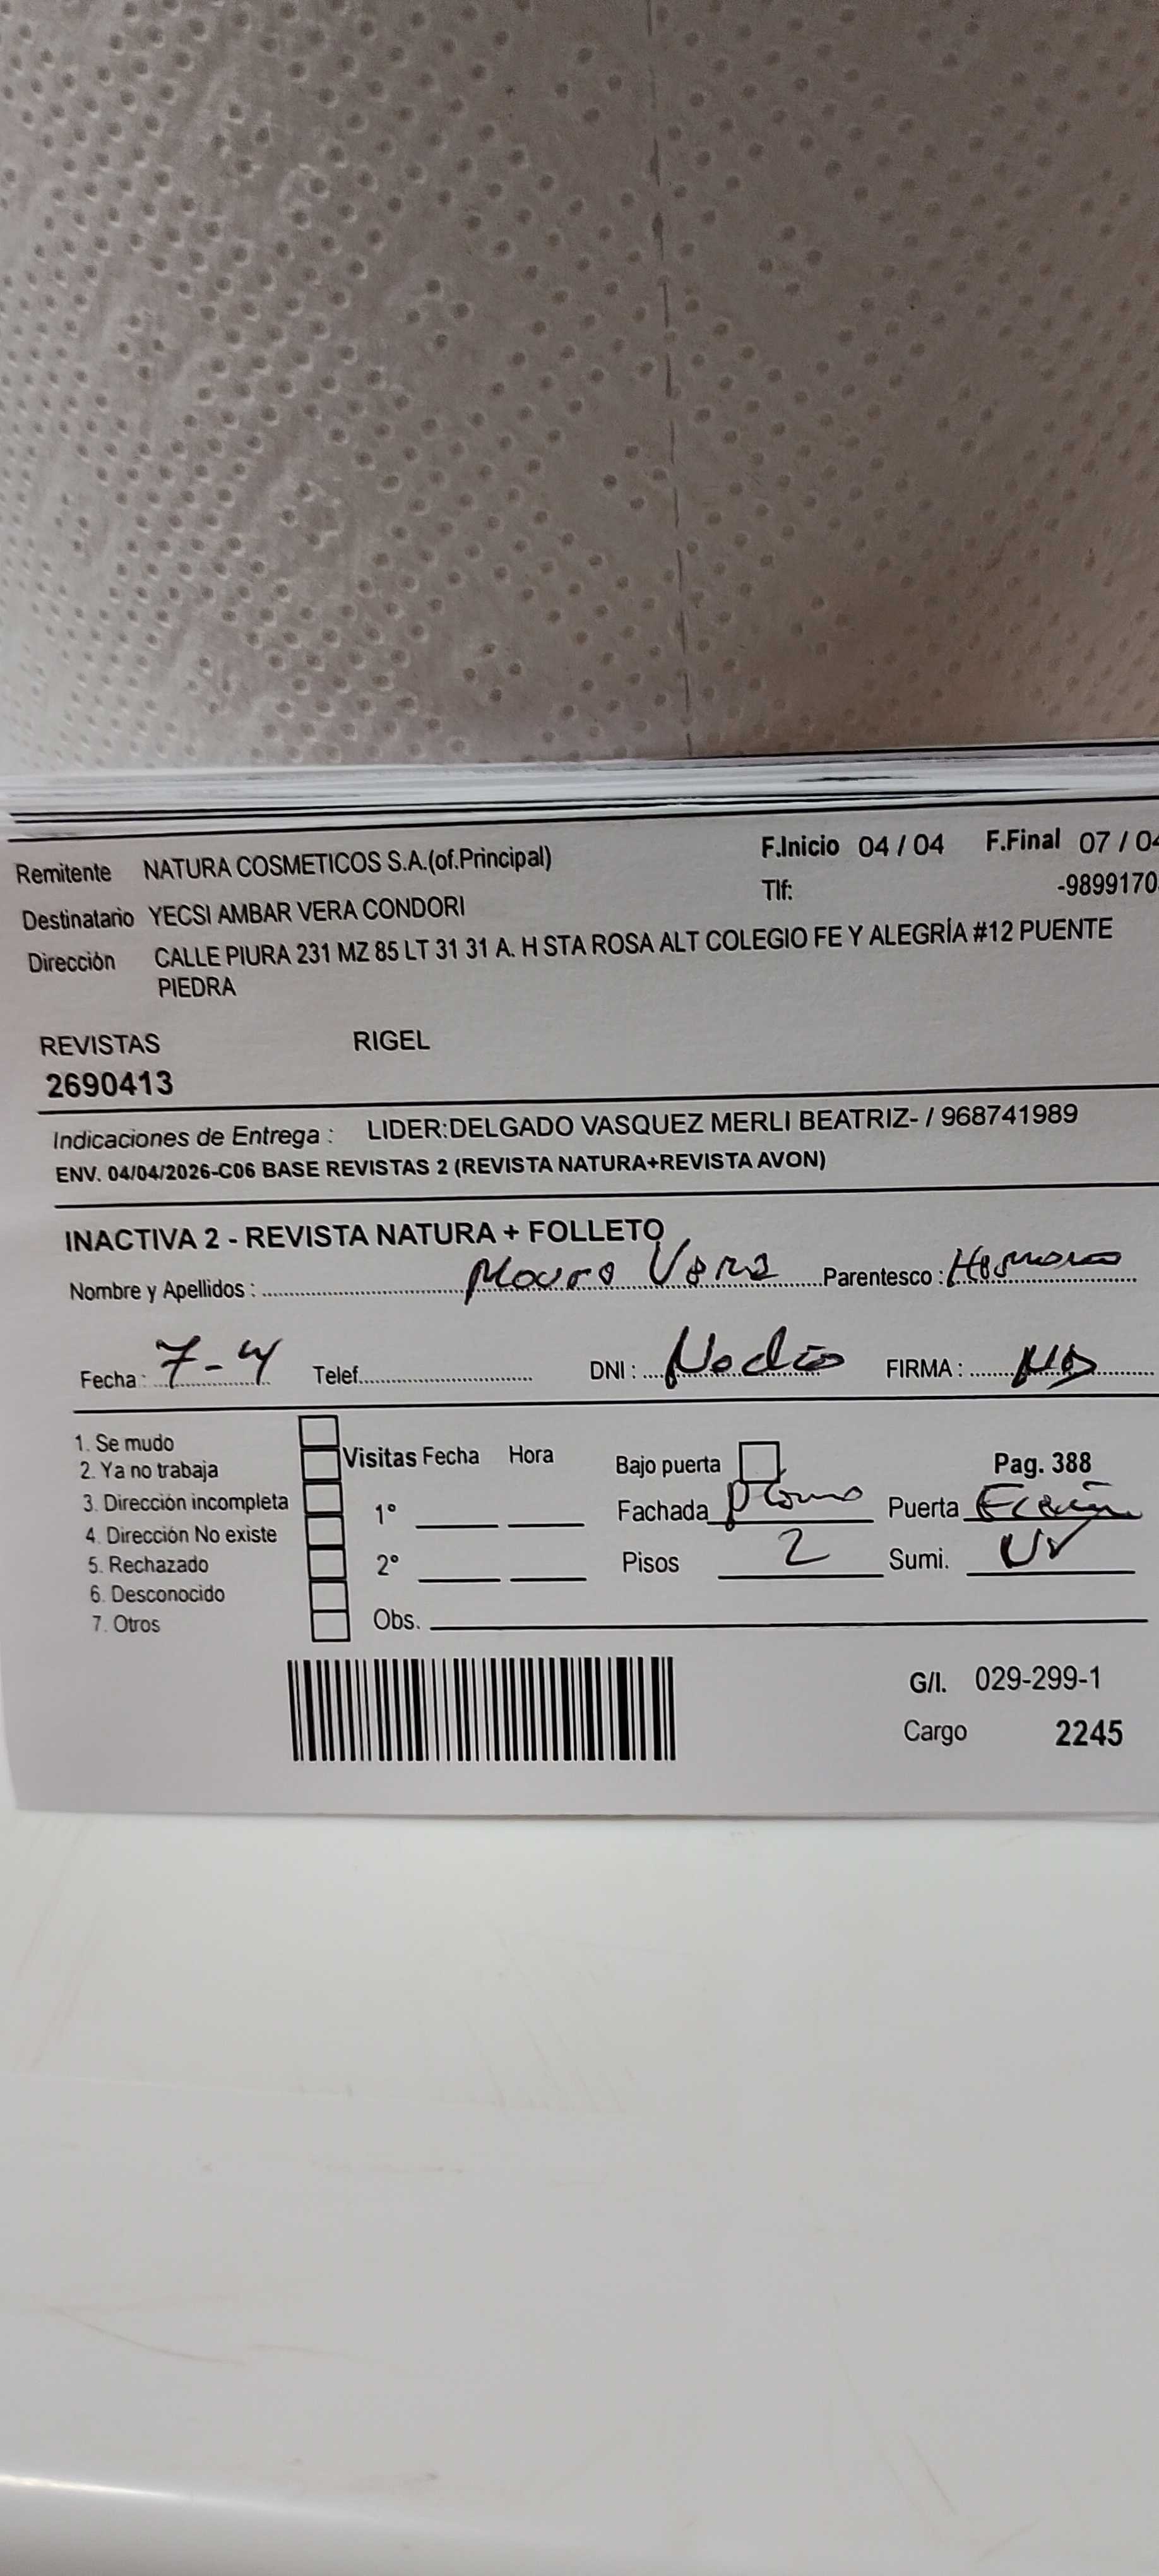 Remitente NATURA COSMETICOS S.A.(of.Principal) F.Inicio 04 / 04 F.Final 07 / 04
Tlf: -9899170
Destinatario YECSI AMBAR VERA CONDORI
Dirección CALLE PIURA 231 MZ 85 LT 31 31 A. H STA ROSA ALT COLEGIO FE Y ALEGRÍA #12 PUENTE
PIEDRA
REVISTAS RIGEL
2690413
Indicaciones de Entrega : LIDER:DELGADO VASQUEZ MERLI BEATRIZ- / 968741989
ENV. 04/04/2026-C06 BASE REVISTAS 2 (REVISTA NATURA+REVISTA AVON)
INACTIVA 2 - REVISTA NATURA + FOLLETO
Nombre y Apellidos : Mauro Vera Parentesco : Hermano
Fecha : 7-4 Telef. DNI : No dio FIRMA :
1. Se mudo
2. Ya no trabaja
3. Dirección incompleta
4. Dirección No existe
5. Rechazado
6. Desconocido
7. Otros
Visitas Fecha Hora
1°
2°
Obs.
Bajo puerta Pag. 388
Fachada Plomo Puerta
Pisos 2 Sumi.
G/I. 029-299-1
Cargo 2245